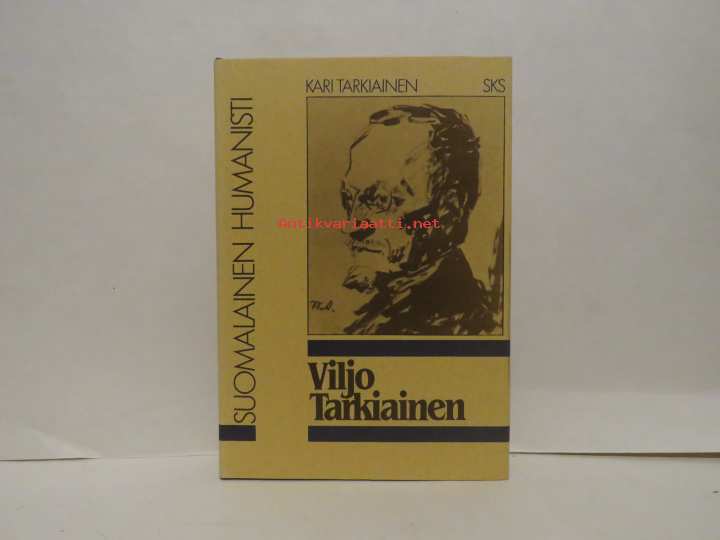 KARI TARKIAINEN SKS
SUOMALAINEN HUMANISTI
Antikvariaatti.net
Viljo
Tarkiainen